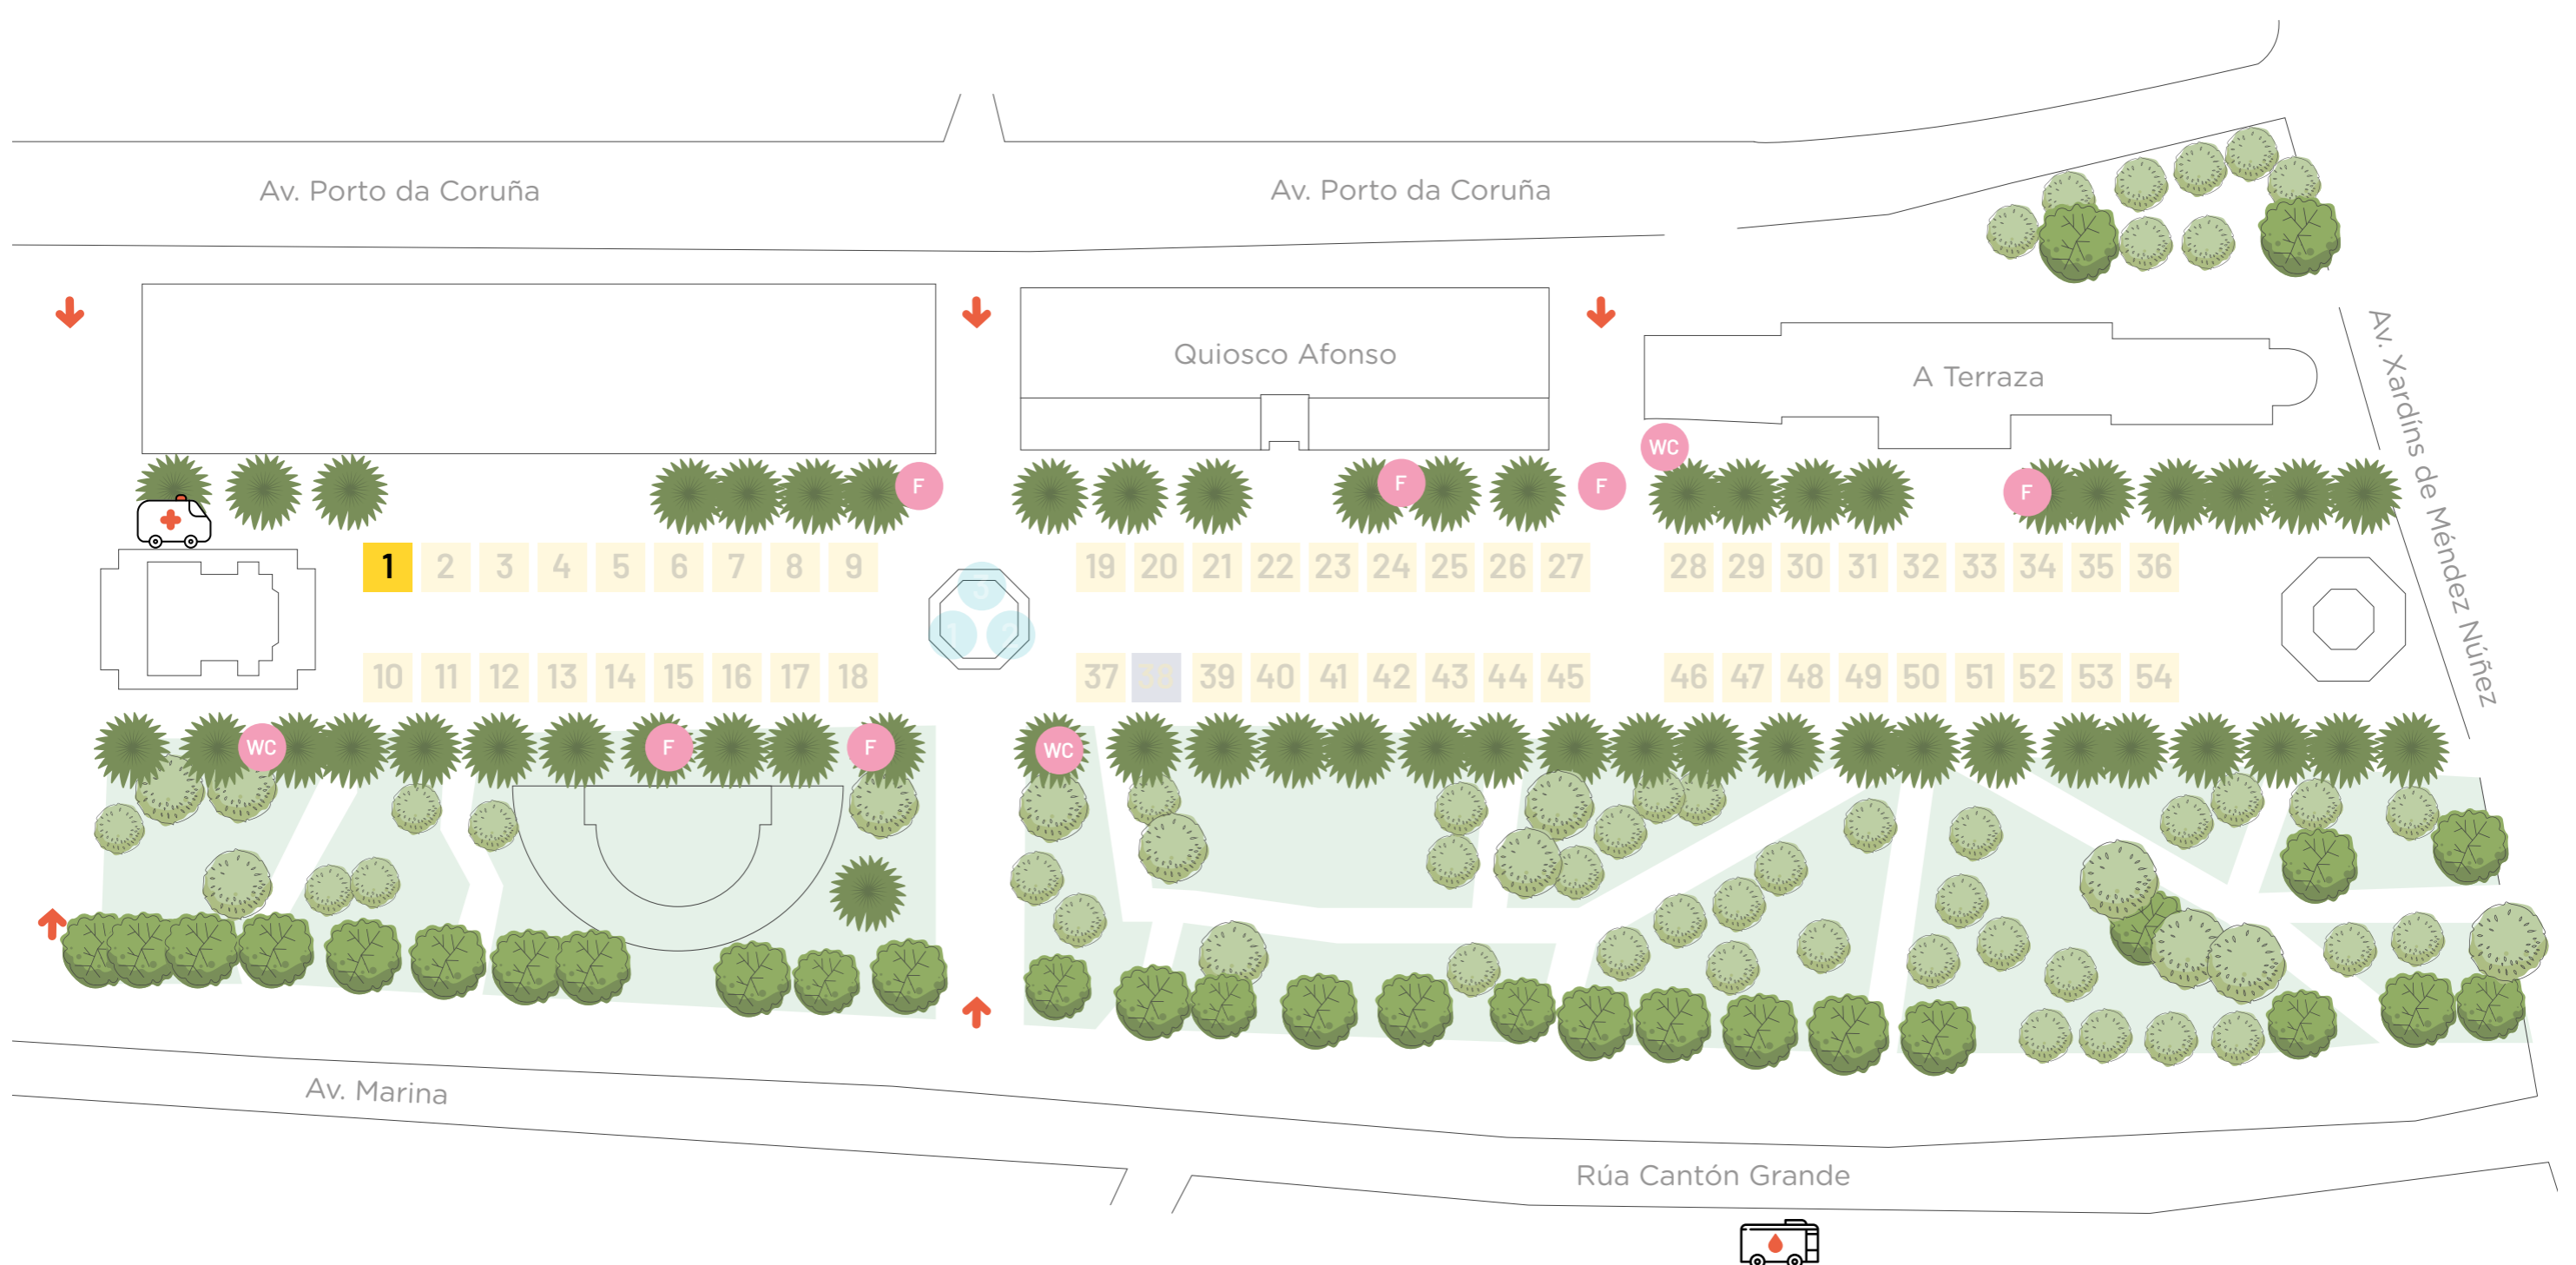 Av. Porto da Coruña
Av. Porto da Coruña
Quiosco Afonso
A Terraza
Av. Xardíns de Méndez Núñez
WC
F
F
F
F
1 2 3 4 5 6 7 8 9
19 20 21 22 23 24 25 26 27
28 29 30 31 32 33 34 35 36
3
1 2
10 11 12 13 14 15 16 17 18
37 38 39 40 41 42 43 44 45
46 47 48 49 50 51 52 53 54
WC
F
F
WC
Av. Marina
Rúa Cantón Grande